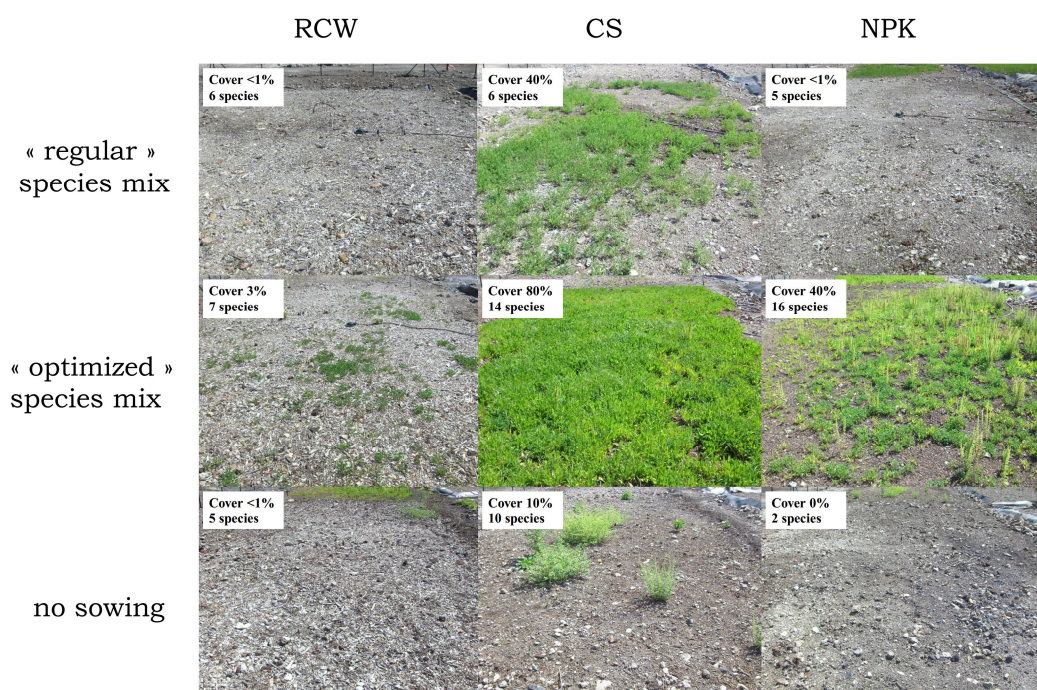 RCW CS NPK
« regular »
species mix
Cover <1%
6 species
Cover 40%
6 species
Cover <1%
5 species
« optimized »
species mix
Cover 3%
7 species
Cover 80%
14 species
Cover 40%
16 species
no sowing
Cover <1%
5 species
Cover 10%
10 species
Cover 0%
2 species